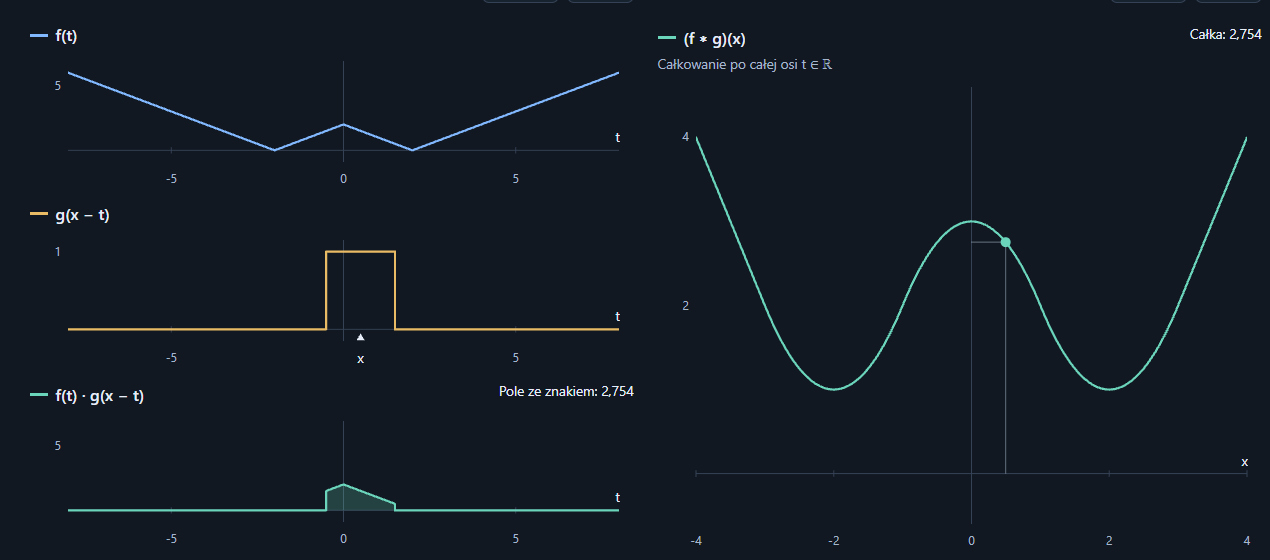 f(t)
5
t
-5 0 5
g(x − t)
1
t
-5 0 5
x
f(t) · g(x − t)
Pole ze znakiem: 2,754
5
t
-5 0 5
(f * g)(x)
Całka: 2,754
Całkowanie po całej osi t ∈ ℝ
4
2
x
-4 -2 0 2 4